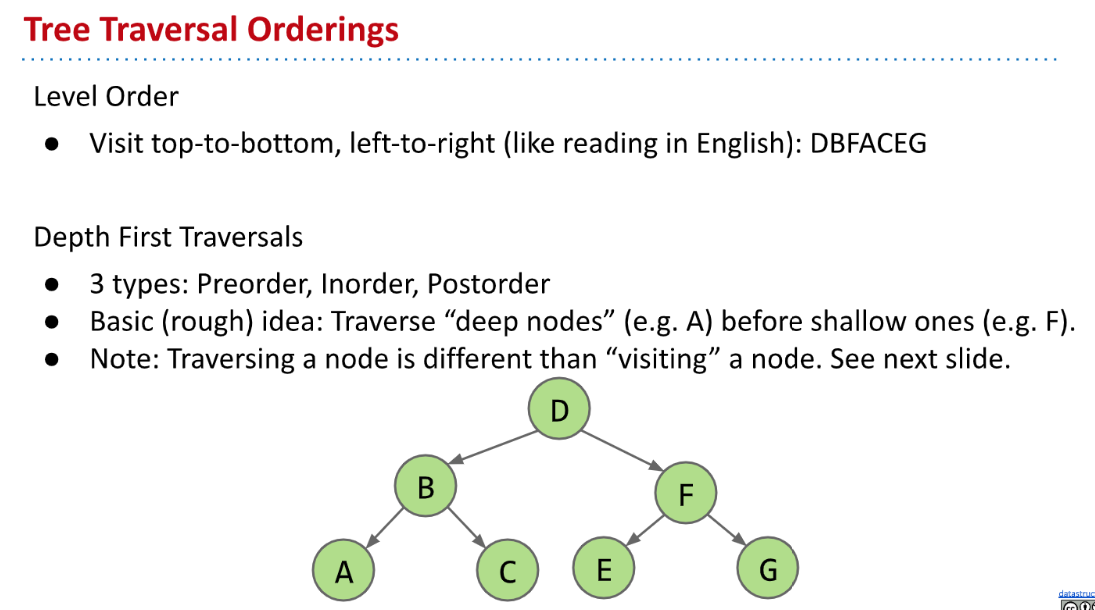 Tree Traversal Orderings
Level Order
● Visit top-to-bottom, left-to-right (like reading in English): DBFACEG
Depth First Traversals
● 3 types: Preorder, Inorder, Postorder
● Basic (rough) idea: Traverse “deep nodes” (e.g. A) before shallow ones (e.g. F).
● Note: Traversing a node is different than “visiting” a node. See next slide.
D
B
F
A
C
E
G
datastruc